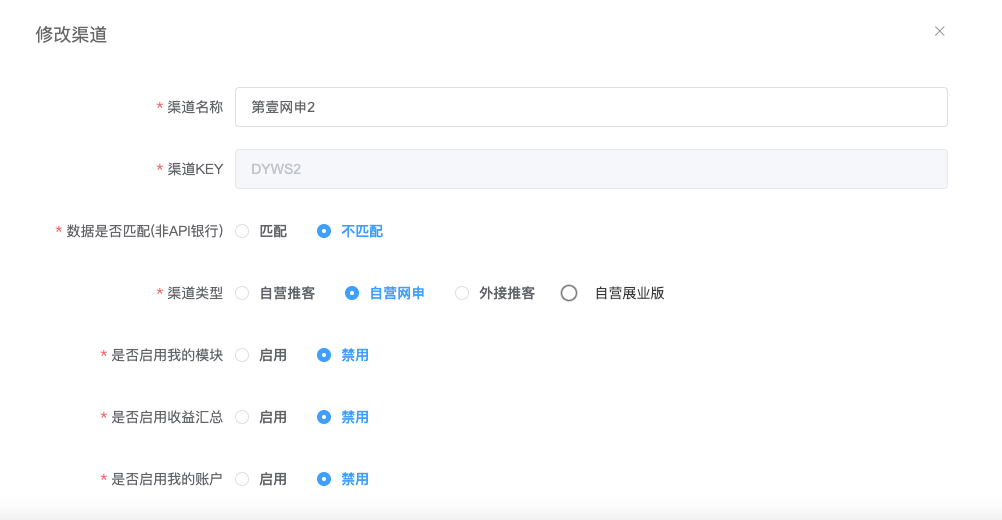 修改渠道
* 渠道名称 第壹网申2
* 渠道KEY DYWS2
* 数据是否匹配(非API银行) 匹配 不匹配
* 渠道类型 自营推客 自营网申 外接推客 自营展业版
* 是否启用我的模块 启用 禁用
* 是否启用收益汇总 启用 禁用
* 是否启用我的账户 启用 禁用